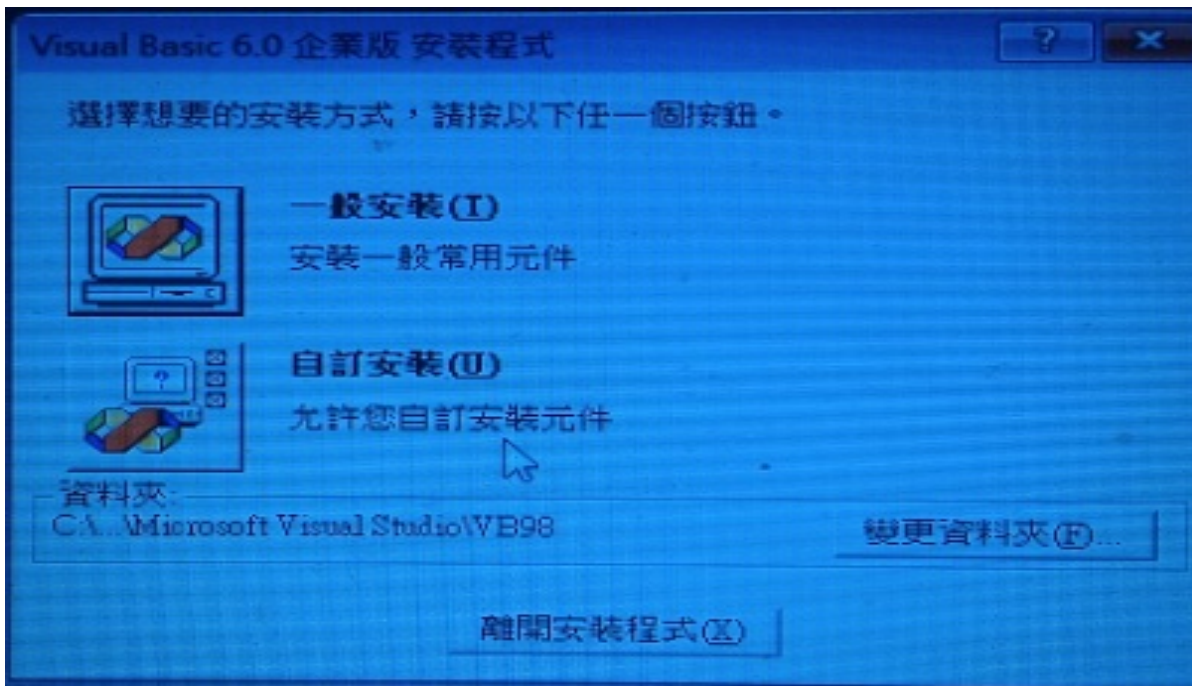 Visual Basic 6.0 企業版 安裝程式
選擇想要的安裝方式，請按以下任一個按鈕。
一般安裝(T)
安裝一般常用元件
自訂安裝(U)
允許您自訂安裝元件
資料夾:
C:\...\Microsoft Visual Studio\VB98
變更資料夾(F)...
離開安裝程式(X)